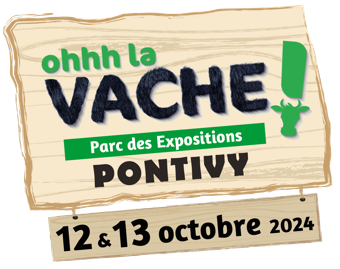 ohhh la
VACHE !
Parc des Expositions
PONTIVY
12 & 13 octobre 2024